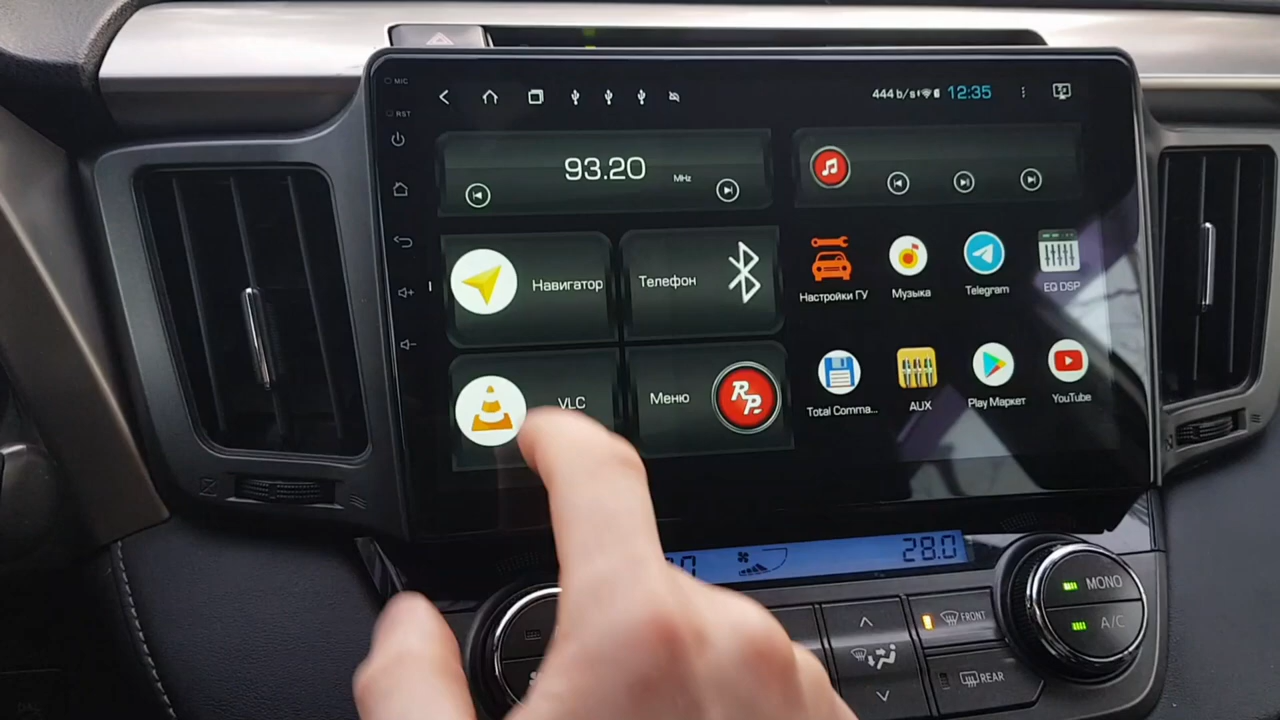 MIC
RST
444 b/s
12:35
93.20
MHz
Навигатор
Телефон
VLC
Меню
RP
Настройки ГУ
Музыка
Telegram
EQ DSP
Total Comma...
AUX
Play Маркет
YouTube
28.0
MONO
A/C
FRONT
REAR